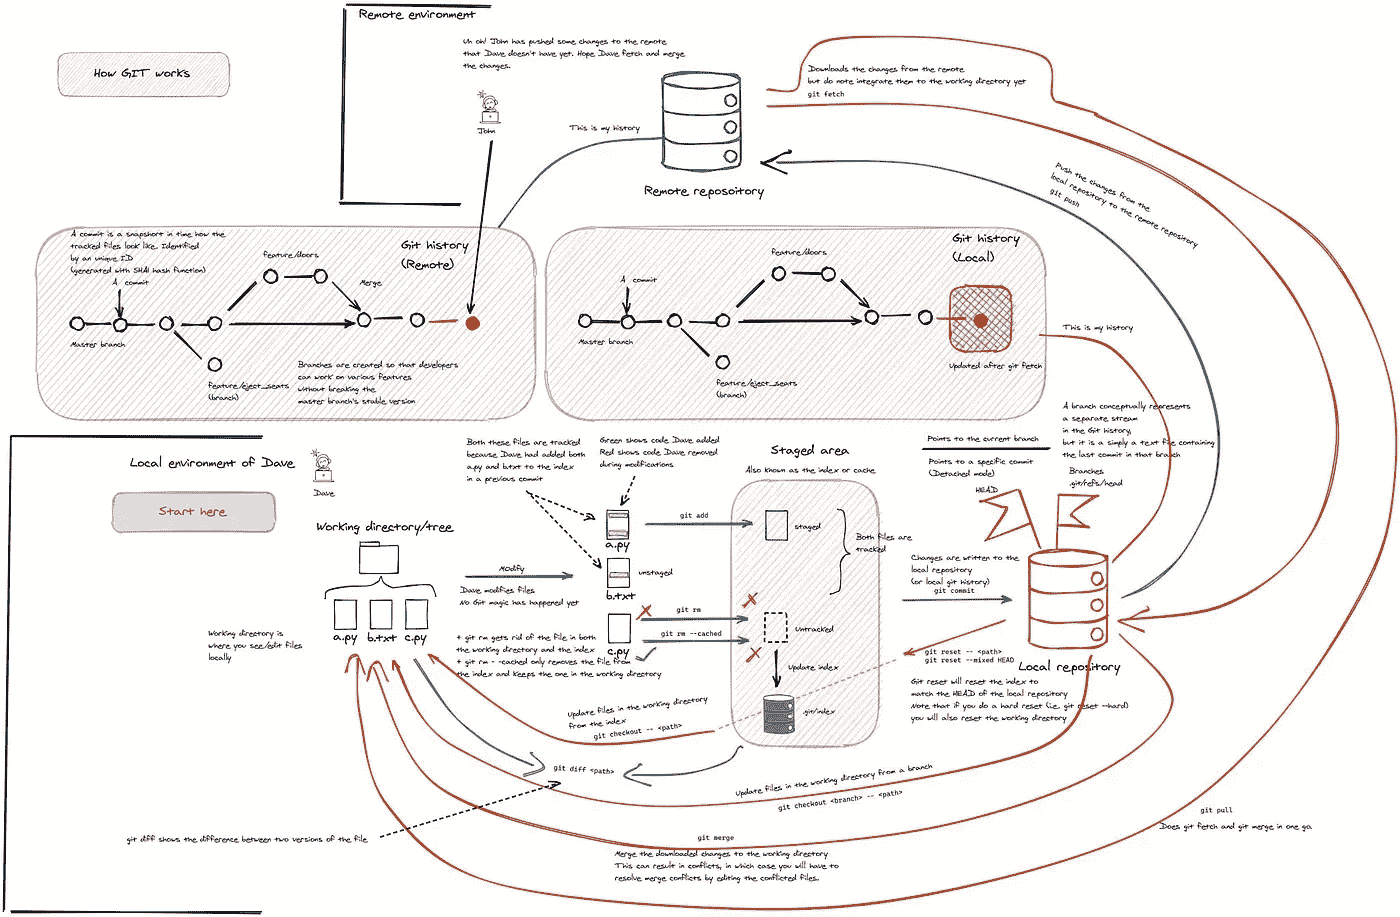 How GIT works
Remote environment
Uh oh! John has pushed some changes to the remote
that Dave doesn't have yet. Hope Dave fetch and merge
the changes.
John
This is my history
Remote reposoitory
Downloads the changes from the remote
but do note integrate them to the working directory yet
git fetch
Push the changes from the
local repository to the remote repository
git push
A commit is a snapshort in time how the
tracked files look like. Identified
by an unique ID
(generated with SHA1 hash function)
A commit
Master branch
feature/doors
Merge
Git history
(Remote)
feature/eject_seats
(branch)
Branches are created so that developers
can work on various features
without breaking the
master branch's stable version
Git history
(Local)
A commit
Master branch
feature/doors
feature/eject_seats
(branch)
Updated after git fetch
This is my history
A branch conceptually represents
a separate stream
in the Git history,
but it is a simply a text file containing
the last commit in that branch
Branches
.git/refs/head
Points to the current branch
Points to a specific commit
(Detached mode)
HEAD
Local environment of Dave
Dave
Start here
Working directory/tree
a.py
b.txt
c.py
Working directory is
where you see/edit files
locally
Modify
Dave modifies files
No Git magic has happened yet
Both these files are tracked
because Dave had added both
a.py and b.txt to the index
in a previous commit
Green shows code Dave added
Red shows code Dave removed
during modifications
a.py
unstaged
b.txt
c.py
git add
git rm
git rm --cached
+ git rm gets rid of the file in both
the working directory and the index
+ git rm --cached only removes the file from
the index and keeps the one in the working directory
Staged area
Also known as the index or cache
staged
Both files are
tracked
Untracked
Update index
.git/index
Changes are written to the
local repository
(or local git history)
git commit
git reset -- <path>
git reset --mixed HEAD
Local repository
Git reset will reset the index to
match the HEAD of the local repository
Note that if you do a hard reset (i.e. git reset --hard)
you will also reset the working directory
Update files in the working directory
from the index
git checkout -- <path>
git diff <path>
git diff shows the difference between two versions of the file
Update files in the working directory from a branch
git checkout <branch> -- <path>
git merge
Merge the downloaded changes to the working directory
This can result in conflicts, in which case you will have to
resolve merge conflicts by editing the conflicted files.
git pull
Does git fetch and git merge in one go.